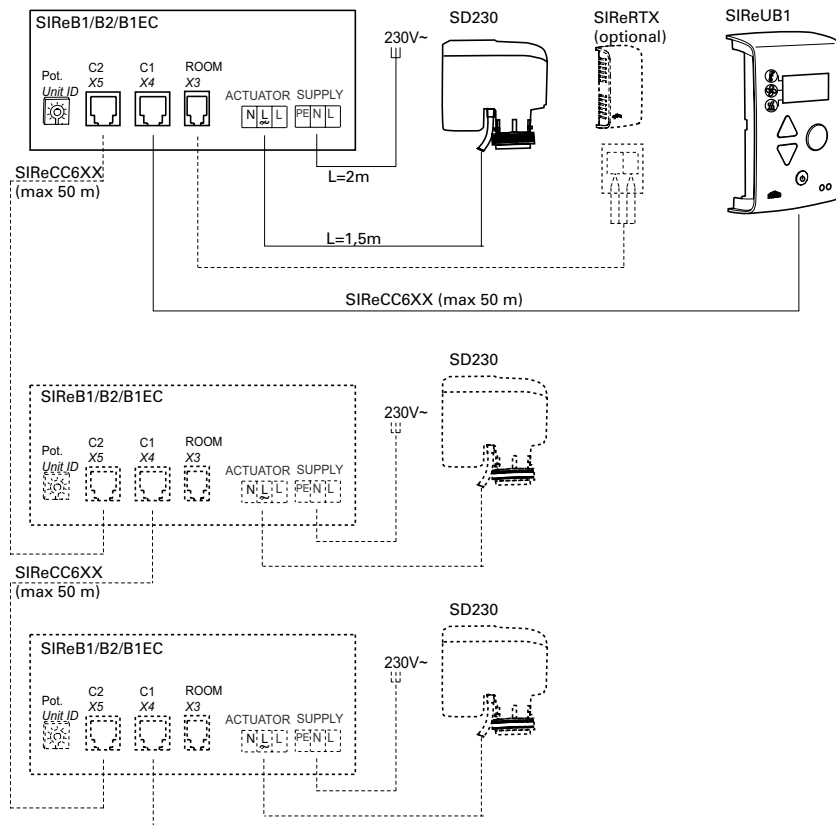 SIReB1/B2/B1EC
Pot.
Unit ID
C2
X5
C1
X4
ROOM
X3
ACTUATOR
N L L
SUPPLY
PE N L
230V~
SD230
SIReRTX
(optional)
SIReUB1
SIReCC6XX
(max 50 m)
L=2m
L=1,5m
SIReCC6XX (max 50 m)
SIReB1/B2/B1EC
Pot.
Unit ID
C2
X5
C1
X4
ROOM
X3
ACTUATOR
N L L
SUPPLY
PE N L
230V~
SD230
SIReCC6XX
(max 50 m)
SIReB1/B2/B1EC
Pot.
Unit ID
C2
X5
C1
X4
ROOM
X3
ACTUATOR
N L L
SUPPLY
PE N L
230V~
SD230